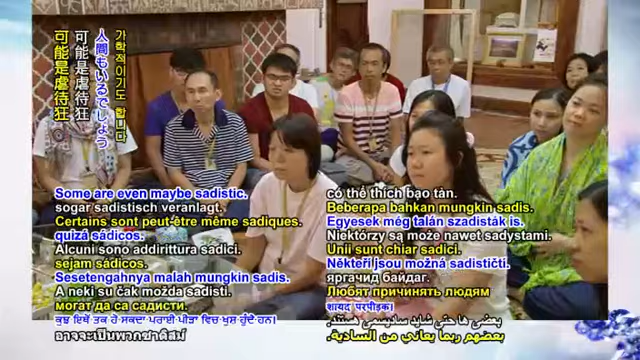 가학적이기도 합니다
人間もいるでしょう
可能是虐待狂
可能是虐待狂
Some are even maybe sadistic.
sogar sadistisch veranlagt.
Certains sont peut-être même sadiques.
quizá sádicos.
Alcuni sono addirittura sadici.
sejam sádicos.
Sesetengahnya malah mungkin sadis.
A neki su čak možda sadisti.
могат да са садисти.
ਕੁਝ ਇਥੋਂ ਤਕ ਹੋ ਸਕਦਾ ਪਰਾਈ ਪੀੜਾ ਵਿਚ ਖੁਸ਼ ਹੁੰਦੇ ਹਨ।
อาจจะเป็นพวกซาดิสม์
có thể thích bạo tàn.
Beberapa bahkan mungkin sadis.
Egyesek még talán szadisták is.
Niektórzy są może nawet sadystami.
Unii sunt chiar sadici.
Někteří jsou možná sadističtí.
яргачид байдаг.
Любят причинять людям
शायद परपीड़क।
بعضی ها حتی شاید سادیسمی هستند.
بعضهم ربما يعاني من السادية.